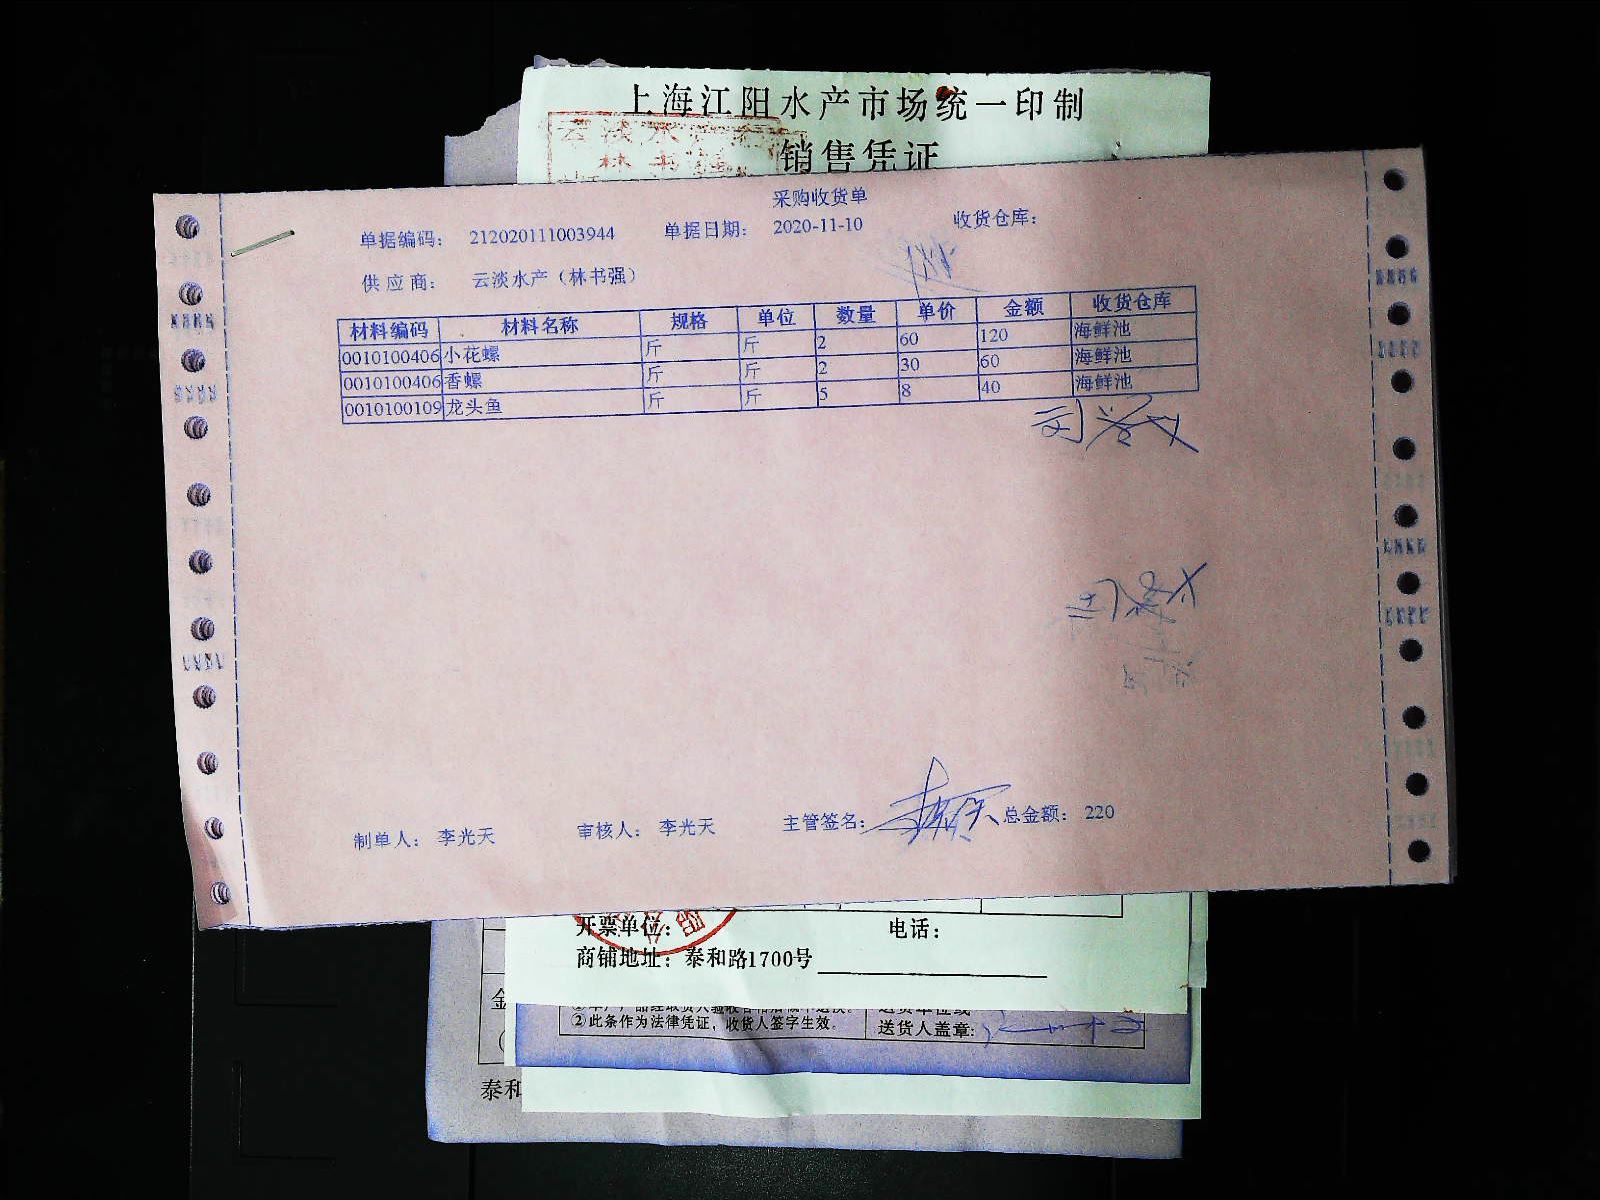 上海江阳水产市场统一印制
销售凭证
采购收货单
单据编码: 212020111003944 单据日期: 2020-11-10 收货仓库:
供应商: 云淡水产（林书强）
材料编码 材料名称 规格 单位 数量 单价 金额 收货仓库
0010100406 小花螺 斤 斤 2 60 120 海鲜池
0010100406 香螺 斤 斤 2 30 60 海鲜池
0010100109 龙头鱼 斤 斤 5 8 40 海鲜池
制单人: 李光天 审核人: 李光天 主管签名: 总金额: 220
开票单位: 电话:
商铺地址: 泰和路1700号
②此条作为法律凭证，收货人签字生效。 送货人盖章:
金
泰和